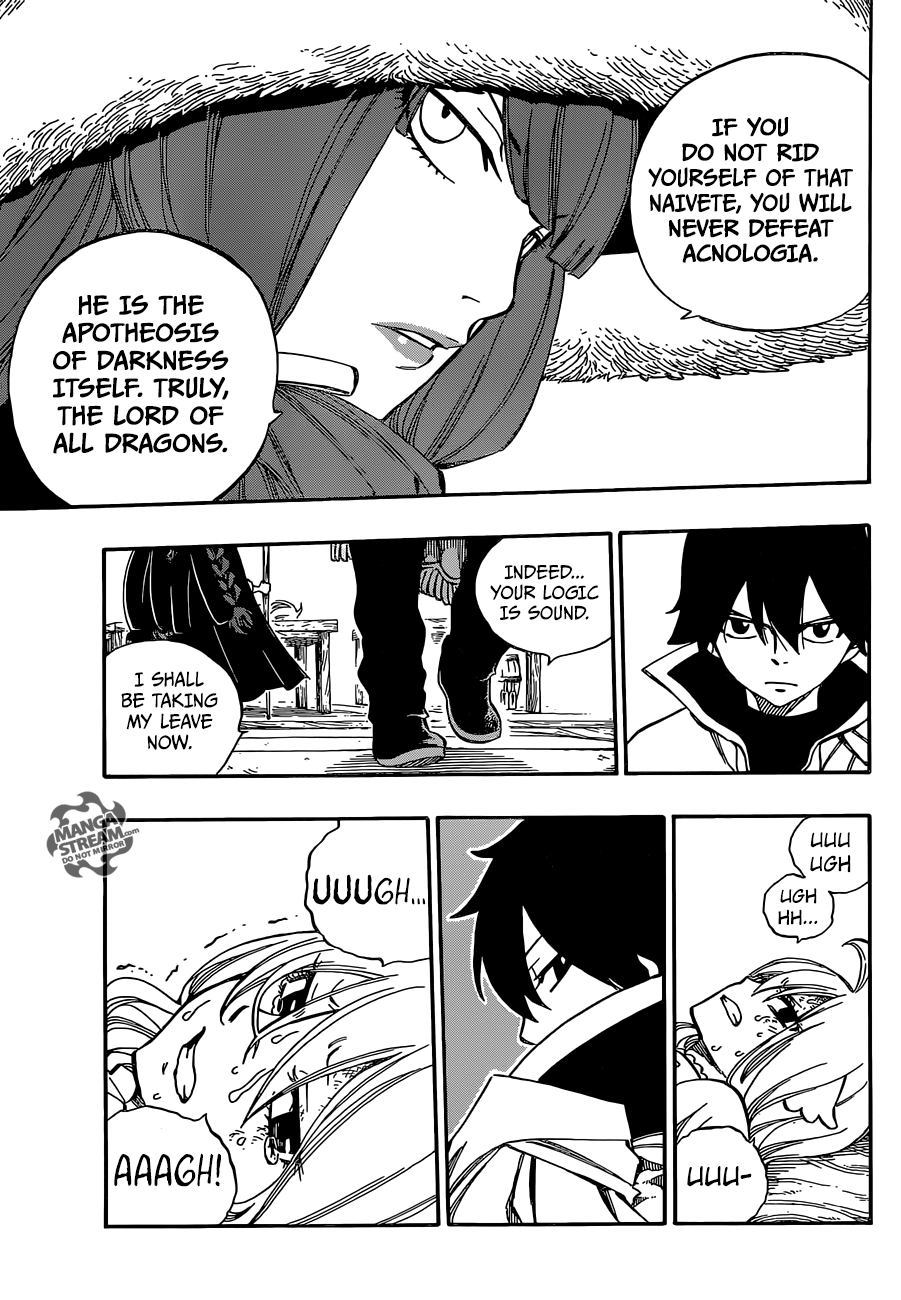 IF YOU
DO NOT RID
YOURSELF OF THAT
NAIVETE, YOU WILL
NEVER DEFEAT
ACNOLOGIA.
HE IS THE
APOTHEOSIS
OF DARKNESS
ITSELF. TRULY,
THE LORD OF
ALL DRAGONS.
INDEED...
YOUR LOGIC
IS SOUND.
I SHALL
BE TAKING
MY LEAVE
NOW.
MANGA
STREAM.com
DO NOT MIRROR
UUU
UGH
UGH
HH...
UUU-
UUUGH...
AAAGH!